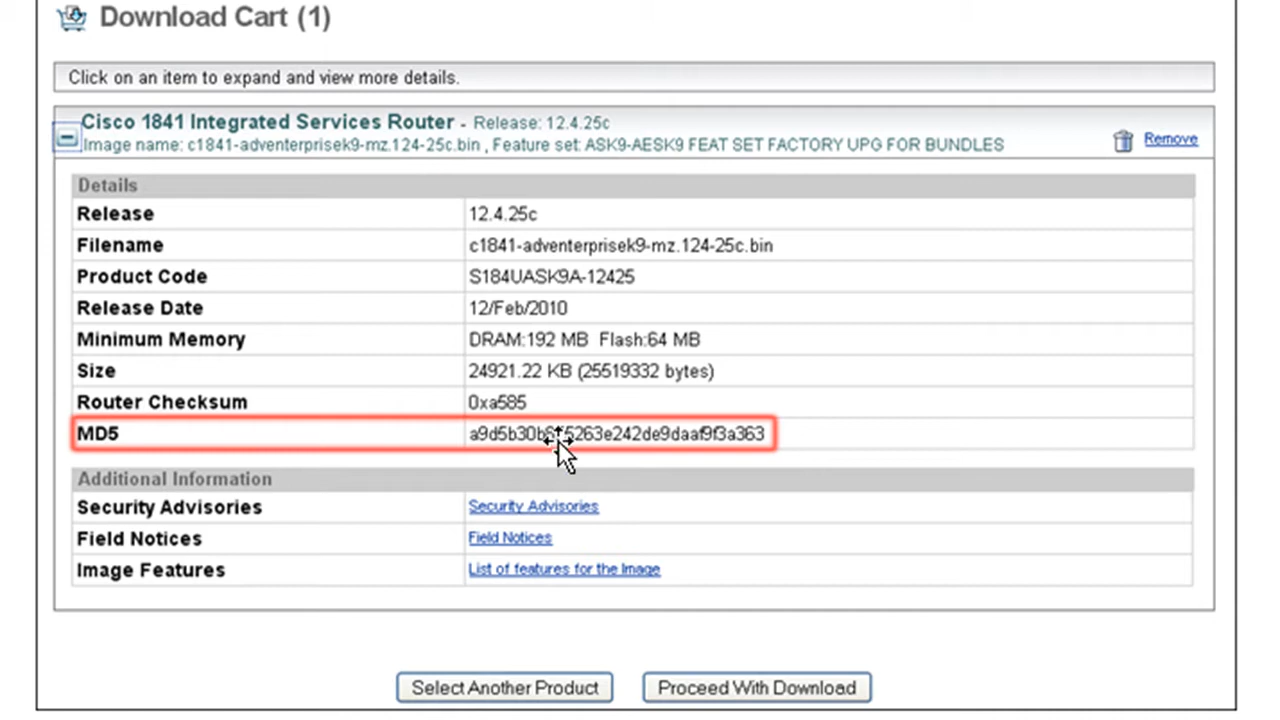 Download Cart (1)
Click on an item to expand and view more details.
Cisco 1841 Integrated Services Router - Release: 12.4.25c
Image name: c1841-adventerprisek9-mz.124-25c.bin , Feature set: ASK9-AESK9 FEAT SET FACTORY UPG FOR BUNDLES
Remove
Details
Release 12.4.25c
Filename c1841-adventerprisek9-mz.124-25c.bin
Product Code S184UASK9A-12425
Release Date 12/Feb/2010
Minimum Memory DRAM:192 MB Flash:64 MB
Size 24921.22 KB (25519332 bytes)
Router Checksum 0xa585
MD5
Additional Information
Security Advisories Security Advisories
Field Notices Field Notices
Image Features List of features for the Image
Select Another Product Proceed With Download